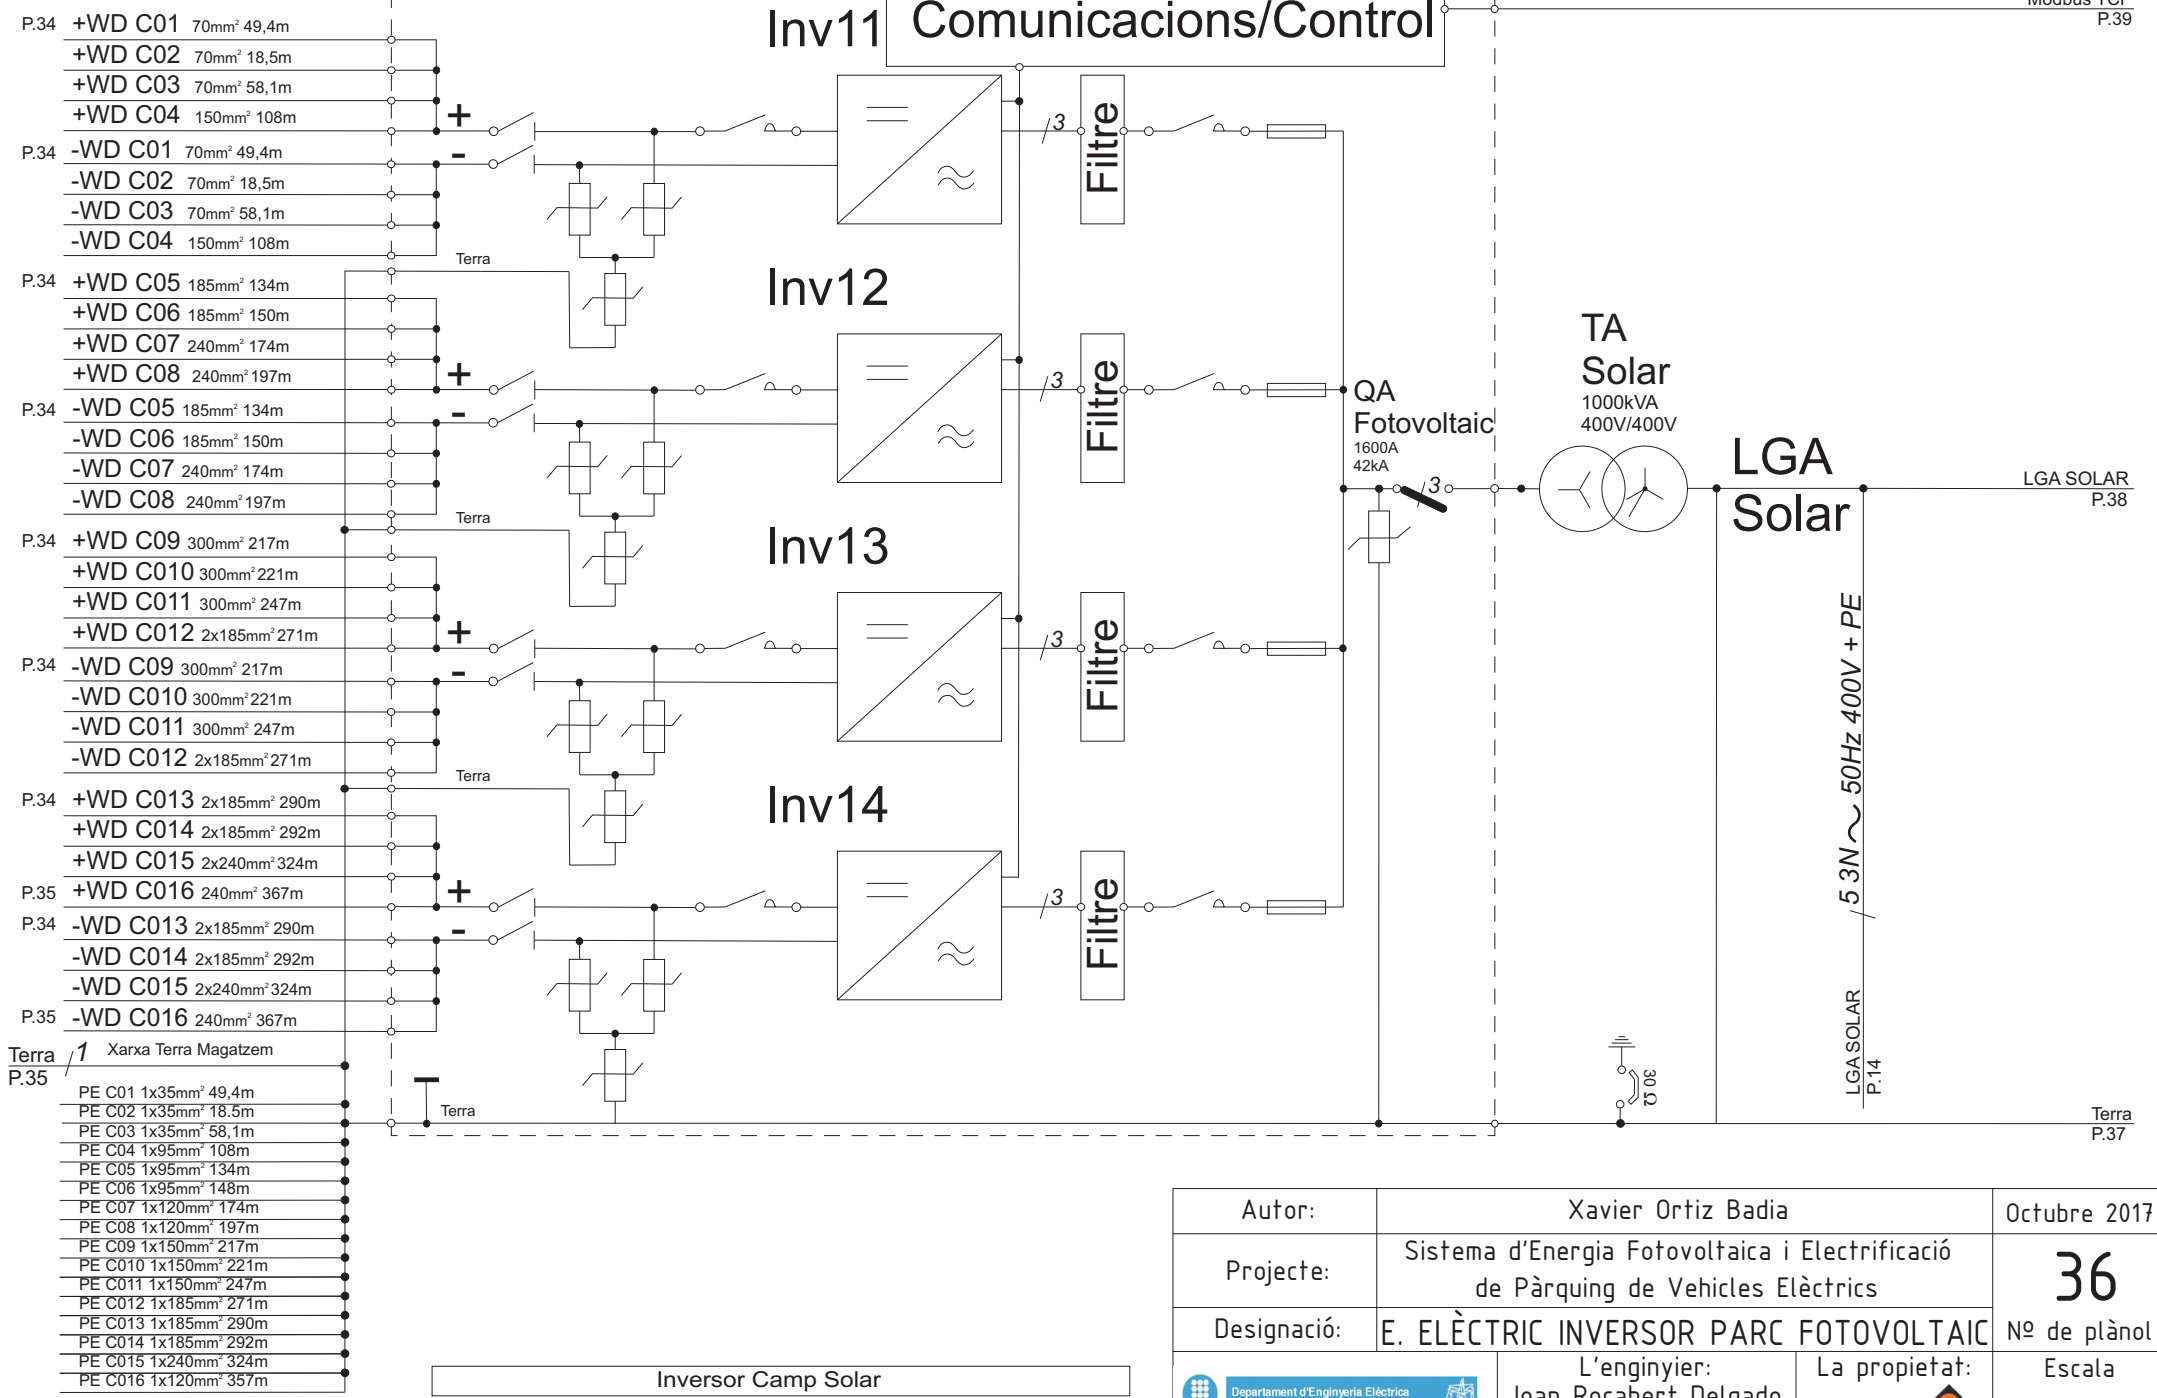 P.34 +WD C01 70mm² 49,4m
+WD C02 70mm² 18,5m
+WD C03 70mm² 58,1m
+WD C04 150mm² 108m
P.34 -WD C01 70mm² 49,4m
-WD C02 70mm² 18,5m
-WD C03 70mm² 58,1m
-WD C04 150mm² 108m
P.34 +WD C05 185mm² 134m
+WD C06 185mm² 150m
+WD C07 240mm² 174m
+WD C08 240mm² 197m
P.34 -WD C05 185mm² 134m
-WD C06 185mm² 150m
-WD C07 240mm² 174m
-WD C08 240mm² 197m
P.34 +WD C09 300mm² 217m
+WD C010 300mm² 221m
+WD C011 300mm² 247m
+WD C012 2x185mm² 271m
P.34 -WD C09 300mm² 217m
-WD C010 300mm² 221m
-WD C011 300mm² 247m
-WD C012 2x185mm² 271m
P.34 +WD C013 2x185mm² 290m
+WD C014 2x185mm² 292m
+WD C015 2x240mm² 324m
P.35 +WD C016 240mm² 367m
P.34 -WD C013 2x185mm² 290m
-WD C014 2x185mm² 292m
-WD C015 2x240mm² 324m
P.35 -WD C016 240mm² 367m
Terra 1 Xarxa Terra Magatzem
P.35
PE C01 1x35mm² 49,4m
PE C02 1x35mm² 18.5m
PE C03 1x35mm² 58,1m
PE C04 1x95mm² 108m
PE C05 1x95mm² 134m
PE C06 1x95mm² 148m
PE C07 1x120mm² 174m
PE C08 1x120mm² 197m
PE C09 1x150mm² 217m
PE C010 1x150mm² 221m
PE C011 1x150mm² 247m
PE C012 1x185mm² 271m
PE C013 1x185mm² 290m
PE C014 1x185mm² 292m
PE C015 1x240mm² 324m
PE C016 1x120mm² 357m
Inv11
Comunicacions/Control
Modbus TCP
P.39
+
-
3
Filtre
Terra
Inv12
+
-
3
Filtre
Terra
Inv13
+
-
3
Filtre
Terra
Inv14
+
-
3
Filtre
Terra
QA
Fotovoltaic
1600A
42kA
3
TA
Solar
1000kVA
400V/400V
LGA
Solar
LGA SOLAR
P.38
5 3N~ 50Hz 400V + PE
LGA SOLAR
P.14
30 Ω
Terra
P.37
Inversor Camp Solar
Autor: Xavier Ortiz Badia Octubre 2017
Projecte: Sistema d'Energia Fotovoltaica i Electrificació
de Pàrquing de Vehicles Elèctrics
36
Designació: E. ELÈCTRIC INVERSOR PARC FOTOVOLTAIC Nº de plànol
Departament d'Enginyeria Elèctrica
L'enginyier:
Joan Rocabert Delgado
La propietat:
Escala